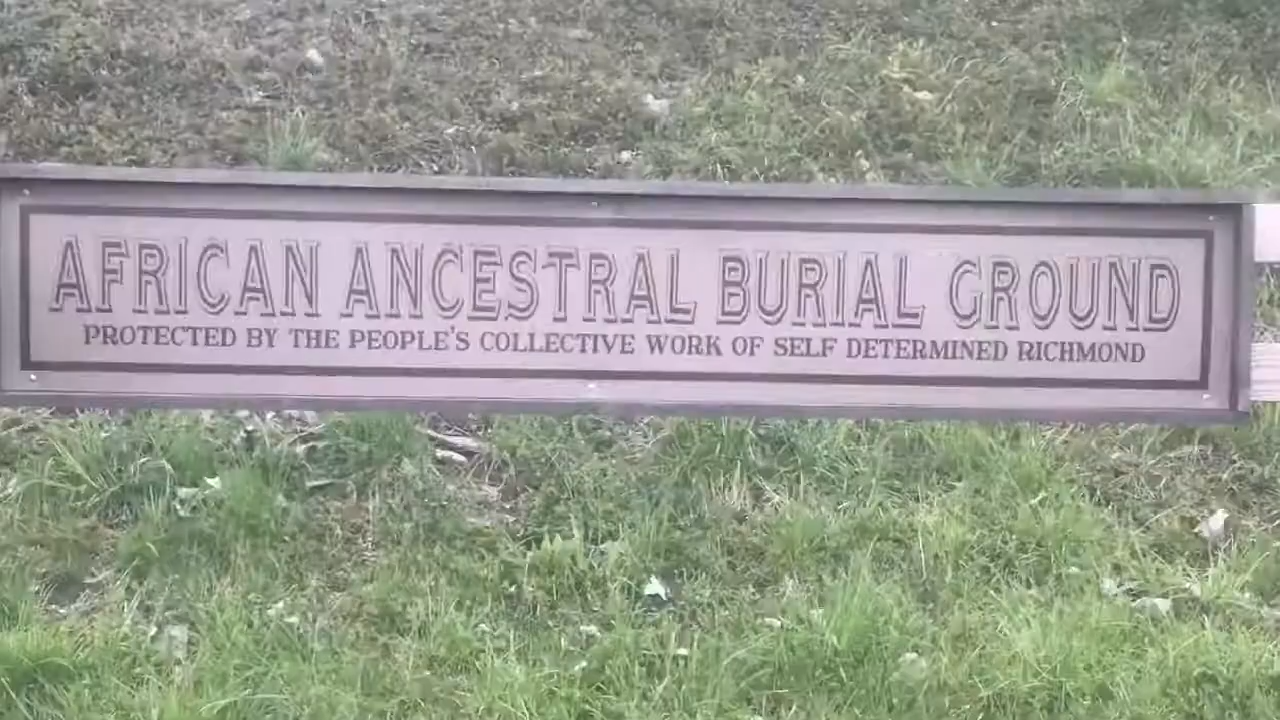 AFRICAN ANCESTRAL BURIAL GROUND
PROTECTED BY THE PEOPLE'S COLLECTIVE WORK OF SELF DETERMINED RICHMOND